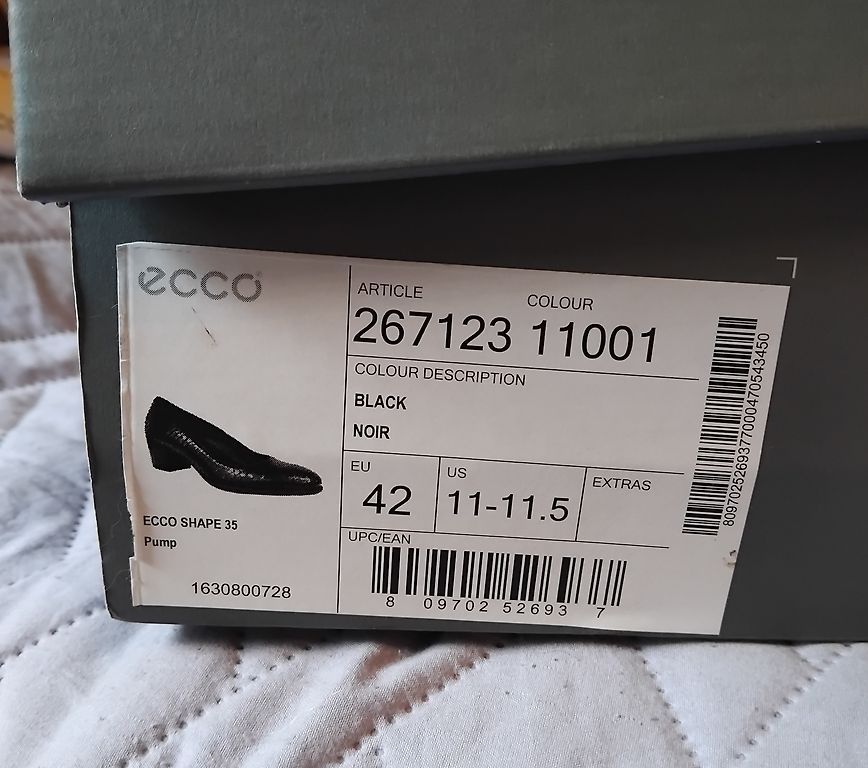 ecco
ARTICLE
COLOUR
267123 11001
COLOUR DESCRIPTION
BLACK
NOIR
EU
42
US
11-11.5
EXTRAS
UPC/EAN
8 09702 52693 7
ECCO SHAPE 35
Pump
1630800728
8097025269377000470543450